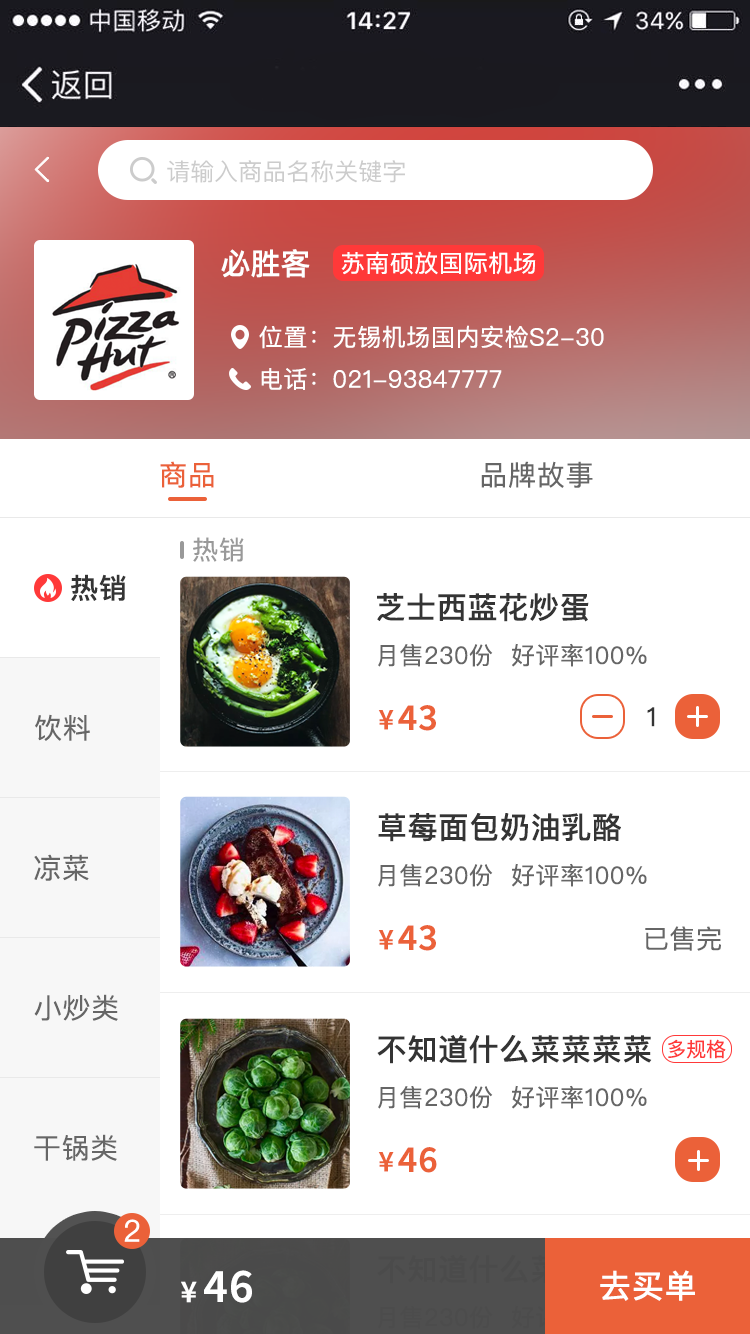 中国移动 14:27 34%
返回
请输入商品名称关键字
Pizza Hut ®
必胜客 苏南硕放国际机场
位置：无锡机场国内安检S2-30
电话：021-93847777
商品 品牌故事
热销
热销
饮料
凉菜
小炒类
干锅类
芝士西蓝花炒蛋
月售230份 好评率100%
¥43 1
草莓面包奶油乳酪
月售230份 好评率100%
¥43 已售完
不知道什么菜菜菜菜 多规格
月售230份 好评率100%
¥46
不知道什么菜
月售230份 好
2
¥46 去买单